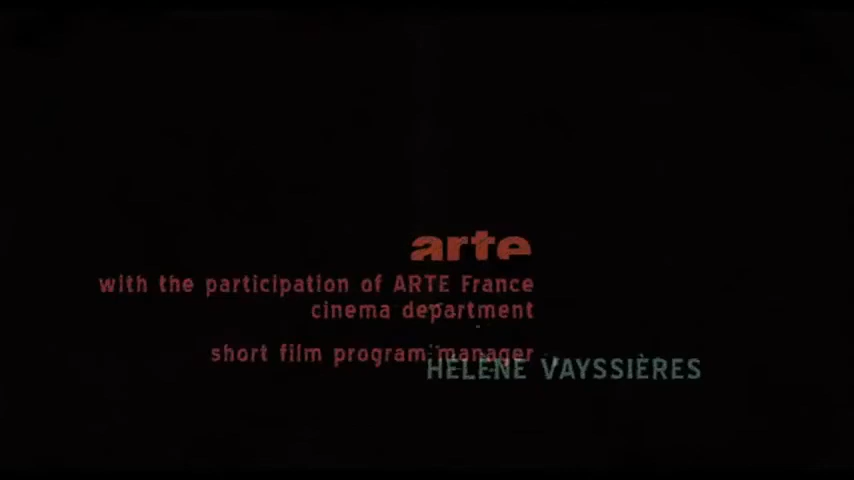 arte
with the participation of ARTE France
cinema department
short film program manager
HÉLÈNE VAYSSIÈRES